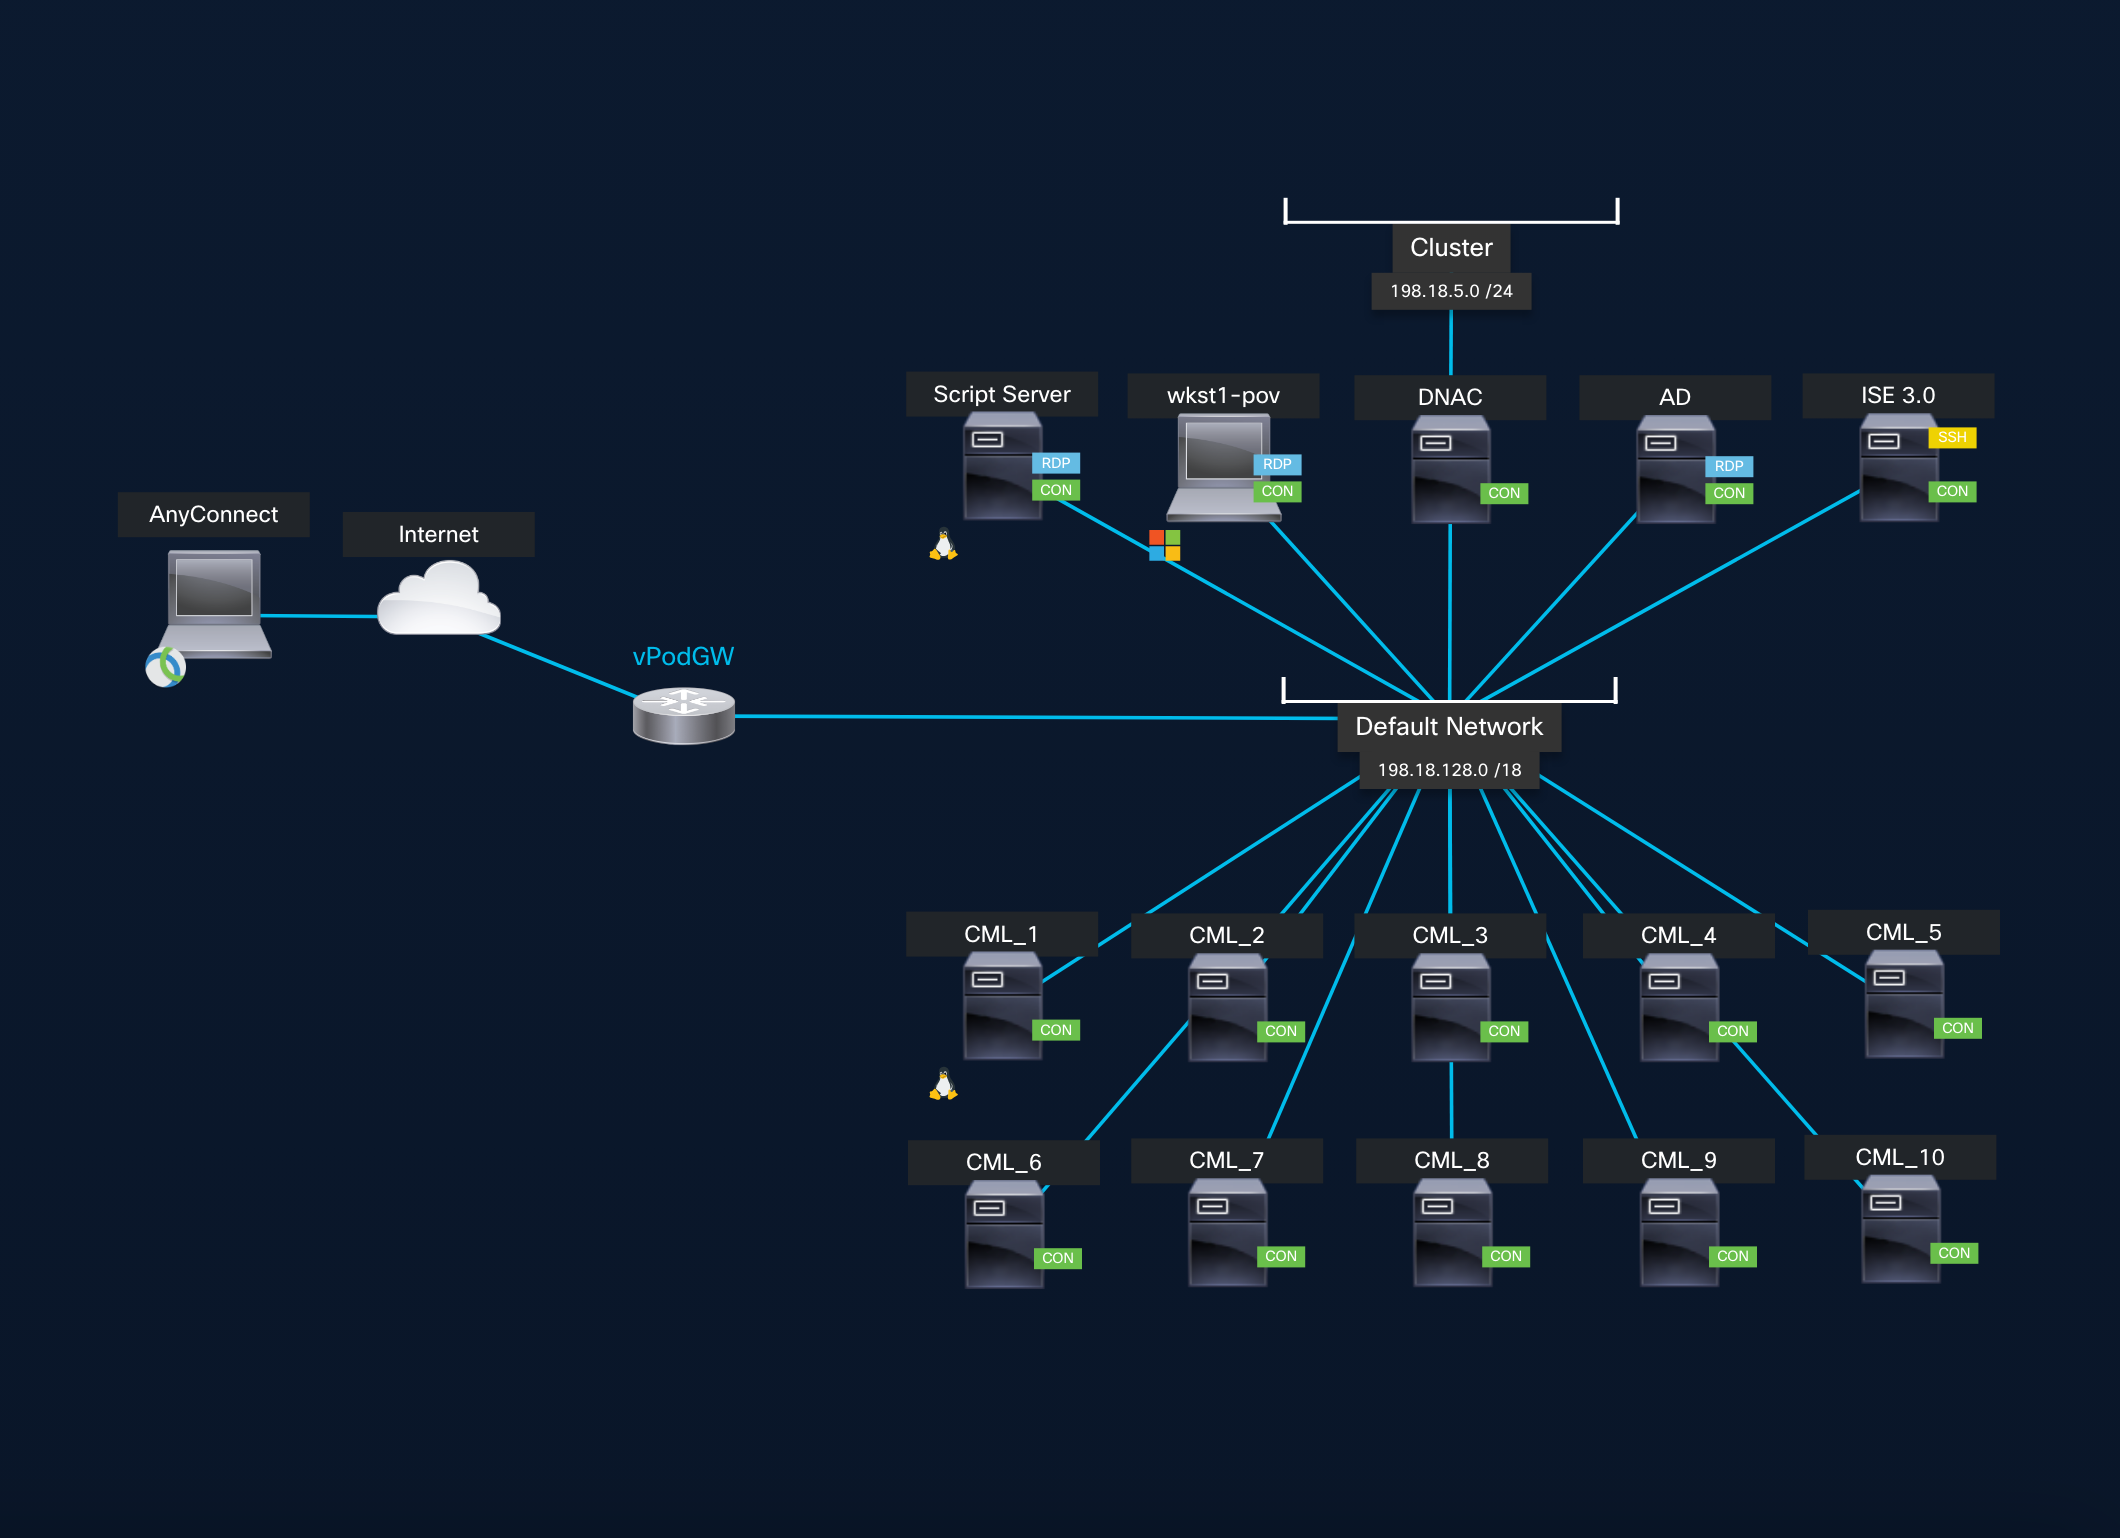 Cluster
198.18.5.0 /24
Script Server
wkst1-pov
DNAC
AD
ISE 3.0
SSH
RDP
RDP
RDP
CON
CON
CON
CON
CON
AnyConnect
Internet
vPodGW
Default Network
198.18.128.0 /18
CML_1
CML_2
CML_3
CML_4
CML_5
CON
CON
CON
CON
CON
CML_6
CML_7
CML_8
CML_9
CML_10
CON
CON
CON
CON
CON